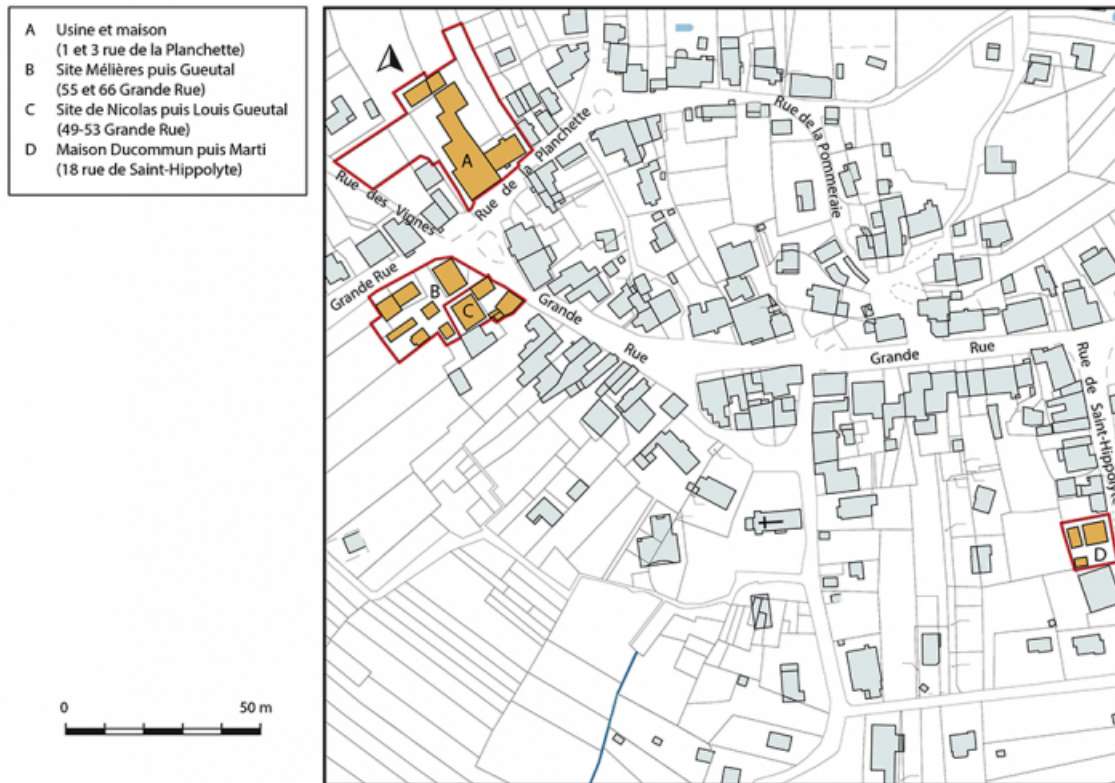 A Usine et maison
(1 et 3 rue de la Planchette)
B Site Mélières puis Gueutal
(55 et 66 Grande Rue)
C Site de Nicolas puis Louis Gueutal
(49-53 Grande Rue)
D Maison Ducommun puis Marti
(18 rue de Saint-Hippolyte)
0 50 m
A
Rue de Planchette
Rue de la Pommeraie
Rue des Vignes
Grande Rue
B
C
Grande Rue
Grande Rue
Rue de Saint-Hippolyte
D